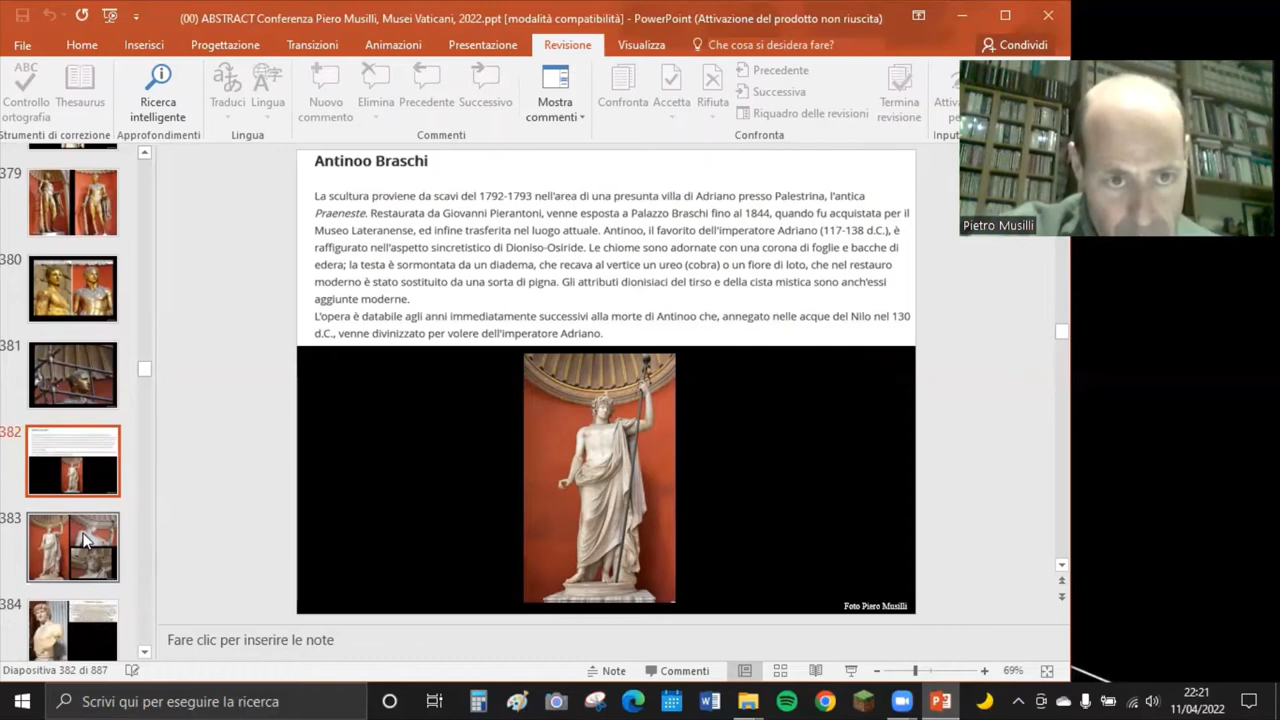 (00) ABSTRACT Conferenza Piero Musilli, Musei Vaticani, 2022.ppt [modalità compatibilità] - PowerPoint (Attivazione del prodotto non riuscita)
File Home Inserisci Progettazione Transizioni Animazioni Presentazione Revisione Visualizza Che cosa si desidera fare? Condividi
ABC
Controllo ortografia
Thesaurus
Ricerca intelligente
Traduci
Lingua
Nuovo commento
Elimina
Precedente
Successivo
Mostra commenti
Confronta
Accetta
Rifiuta
Precedente
Successiva
Riquadro delle revisioni
Termina revisione
Attiva
pe
Strumenti di correzione Approfondimenti Lingua Commenti Confronta Input
Pietro Musilli
379
380
381
382
383
384
Antinoo Braschi
La scultura proviene da scavi del 1792-1793 nell'area di una presunta villa di Adriano presso Palestrina, l'antica
Praeneste. Restaurata da Giovanni Pierantoni, venne esposta a Palazzo Braschi fino al 1844, quando fu acquistata per il
Museo Lateranense, ed infine trasferita nel luogo attuale. Antinoo, il favorito dell'imperatore Adriano (117-138 d.C.), è
raffigurato nell'aspetto sincretistico di Dioniso-Osiride. Le chiome sono adornate con una corona di foglie e bacche di
edera; la testa è sormontata da un diadema, che recava al vertice un ureo (cobra) o un fiore di loto, che nel restauro
moderno è stato sostituito da una sorta di pigna. Gli attributi dionisiaci del tirso e della cista mistica sono anch'essi
aggiunte moderne.
L'opera è databile agli anni immediatamente successivi alla morte di Antinoo che, annegato nelle acque del Nilo nel 130
d.C., venne divinizzato per volere dell'imperatore Adriano.
Foto Piero Musilli
Fare clic per inserire le note
Diapositiva 382 di 887 Note Commenti 69%
Scrivi qui per eseguire la ricerca
22:21
11/04/2022